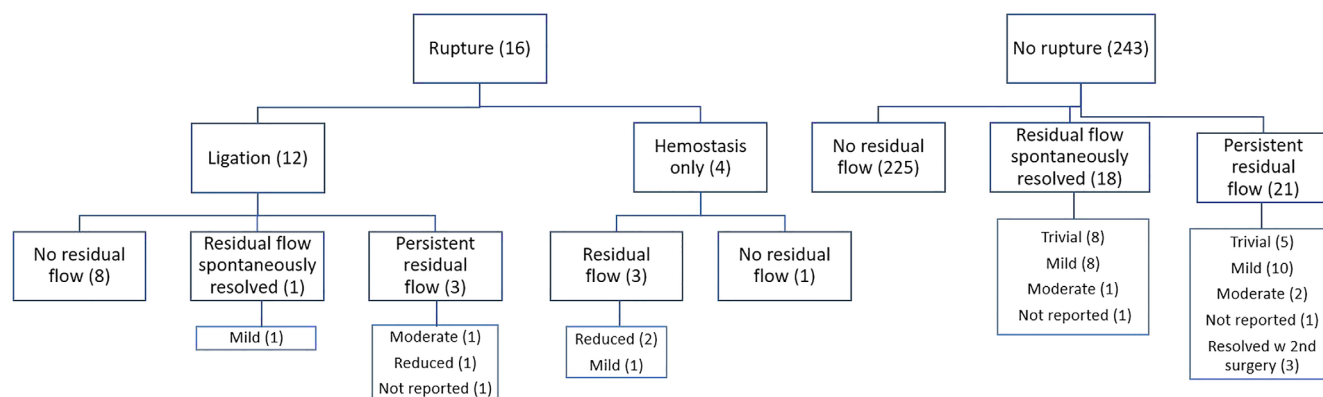 Rupture (16)
No rupture (243)
Ligation (12)
Hemostasis
only (4)
No residual
flow (225)
Residual flow
spontaneously
resolved (18)
Persistent
residual
flow (21)
No residual
flow (8)
Residual flow
spontaneously
resolved (1)
Persistent
residual
flow (3)
Residual
flow (3)
No residual
flow (1)
Mild (1)
Moderate (1)
Reduced (1)
Not reported (1)
Reduced (2)
Mild (1)
Trivial (8)
Mild (8)
Moderate (1)
Not reported (1)
Trivial (5)
Mild (10)
Moderate (2)
Not reported (1)
Resolved w 2nd
surgery (3)